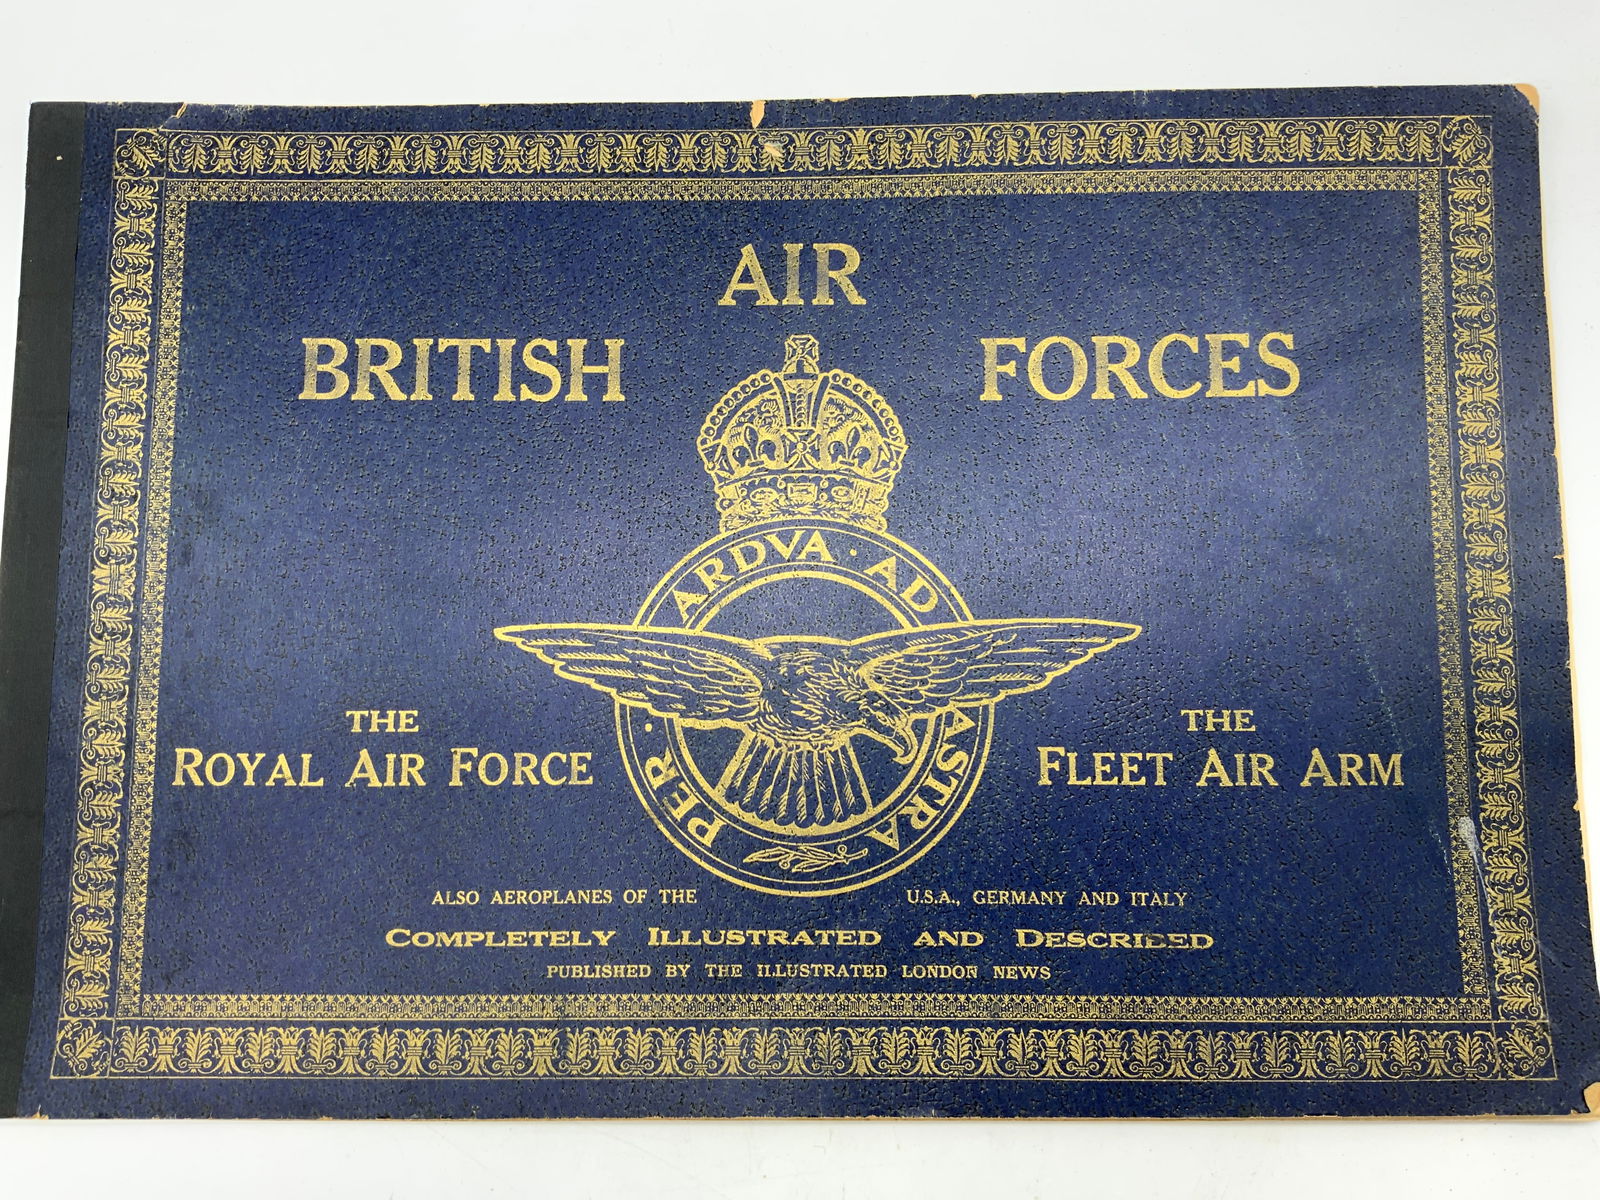 AIR
BRITISH FORCES
PER · ARDVA · AD ASTRA
THE
ROYAL AIR FORCE
THE
FLEET AIR ARM
ALSO AEROPLANES OF THE U.S.A., GERMANY AND ITALY
COMPLETELY ILLUSTRATED AND DESCRIBED
PUBLISHED BY THE ILLUSTRATED LONDON NEWS